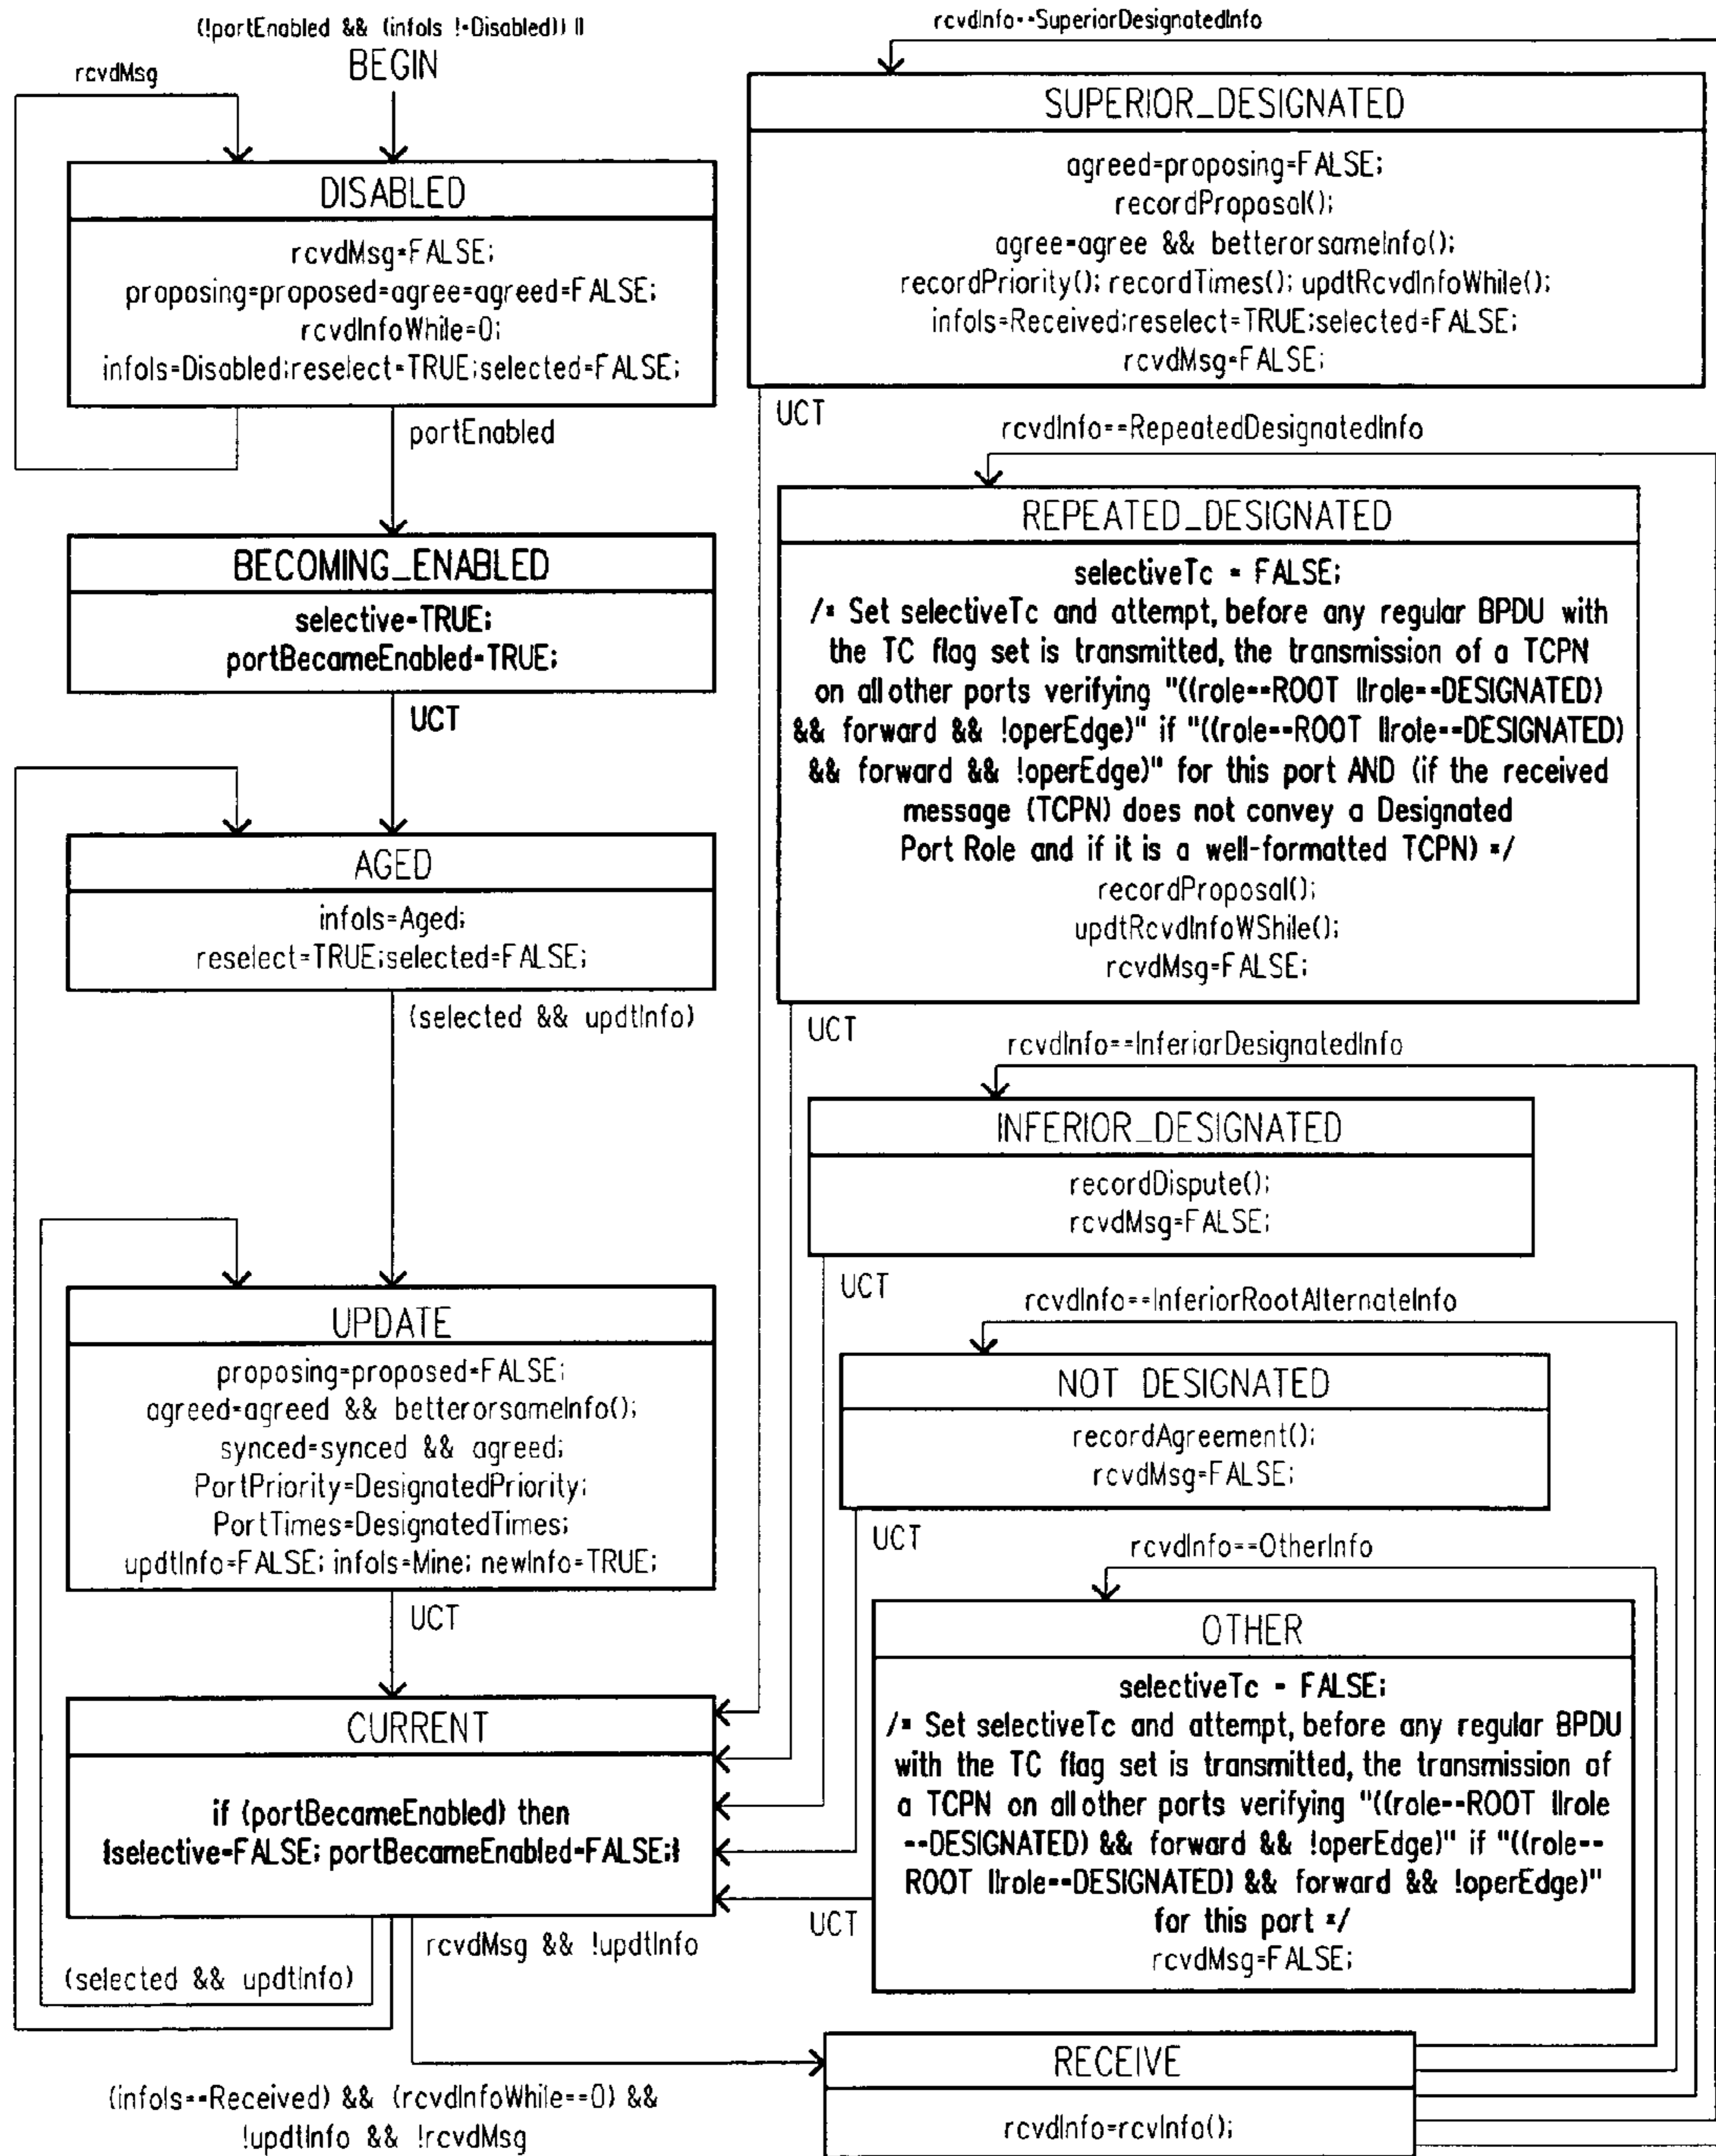 (!portEnabled && (infoIs !=Disabled)) ||
BEGIN
rcvdMsg
DISABLED
rcvdMsg=FALSE;
proposing=proposed=agree=agreed=FALSE;
rcvdInfoWhile=0;
infoIs=Disabled;reselect=TRUE;selected=FALSE;
portEnabled
BECOMING_ENABLED
selective=TRUE;
portBecameEnabled=TRUE;
UCT
AGED
infoIs=Aged;
reselect=TRUE;selected=FALSE;
(selected && updtInfo)
UPDATE
proposing=proposed=FALSE;
agreed=agreed && betterorsameInfo();
synced=synced && agreed;
PortPriority=DesignatedPriority;
PortTimes=DesignatedTimes;
updtInfo=FALSE; infoIs=Mine; newInfo=TRUE;
UCT
CURRENT
if (portBecameEnabled) then
{selective=FALSE; portBecameEnabled=FALSE;}
(selected && updtInfo)
rcvdMsg && !updtInfo
(infoIs==Received) && (rcvdInfoWhile==0) &&
!updtInfo && !rcvdMsg
rcvdInfo==SuperiorDesignatedInfo
SUPERIOR_DESIGNATED
agreed=proposing=FALSE;
recordProposal();
agree=agree && betterorsameInfo();
recordPriority(); recordTimes(); updtRcvdInfoWhile();
infoIs=Received;reselect=TRUE;selected=FALSE;
rcvdMsg=FALSE;
UCT
rcvdInfo==RepeatedDesignatedInfo
REPEATED_DESIGNATED
selectiveTc = FALSE;
/* Set selectiveTc and attempt, before any regular BPDU with
the TC flag set is transmitted, the transmission of a TCPN
on all other ports verifying "((role==ROOT ||role==DESIGNATED)
&& forward && !operEdge)" if "((role==ROOT ||role==DESIGNATED)
&& forward && !operEdge)" for this port AND (if the received
message (TCPN) does not convey a Designated
Port Role and if it is a well-formatted TCPN) */
recordProposal();
updtRcvdInfoWShile();
rcvdMsg=FALSE;
UCT
rcvdInfo==InferiorDesignatedInfo
INFERIOR_DESIGNATED
recordDispute();
rcvdMsg=FALSE;
UCT
rcvdInfo==InferiorRootAlternateInfo
NOT DESIGNATED
recordAgreement();
rcvdMsg=FALSE;
UCT
rcvdInfo==OtherInfo
OTHER
selectiveTc = FALSE;
/* Set selectiveTc and attempt, before any regular BPDU
with the TC flag set is transmitted, the transmission of
a TCPN on all other ports verifying "((role==ROOT ||role
==DESIGNATED) && forward && !operEdge)" if "((role==
ROOT ||role==DESIGNATED) && forward && !operEdge)"
for this port */
rcvdMsg=FALSE;
UCT
RECEIVE
rcvdInfo=rcvInfo();